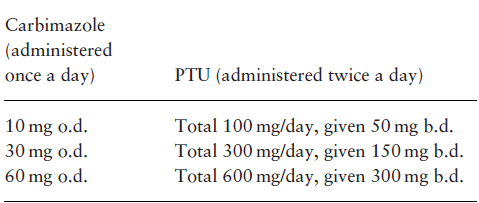 Carbimazole
(administered
once a day) PTU (administered twice a day)
10 mg o.d. Total 100 mg/day, given 50 mg b.d.
30 mg o.d. Total 300 mg/day, given 150 mg b.d.
60 mg o.d. Total 600 mg/day, given 300 mg b.d.